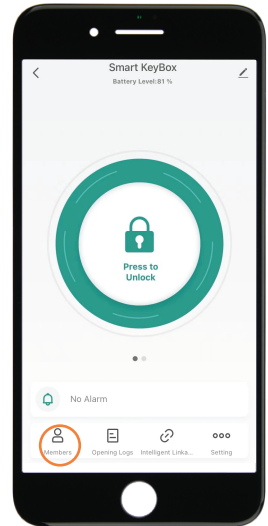 Smart KeyBox
Battery Level:81 %
Press to
Unlock
No Alarm
Members
Opening Logs
Intelligent Linka...
Setting